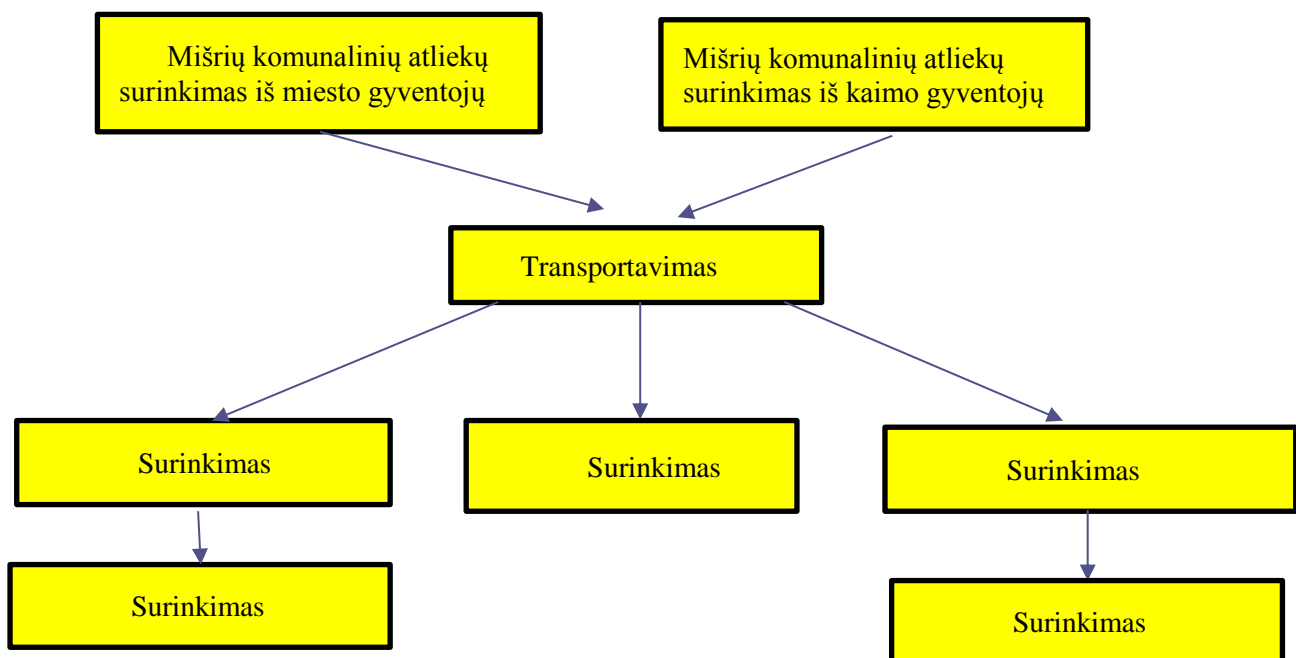 Mišrių komunalinių atliekų
surinkimas iš miesto gyventojų
Mišrių komunalinių atliekų
surinkimas iš kaimo gyventojų
Transportavimas
Surinkimas
Surinkimas
Surinkimas
Surinkimas
Surinkimas